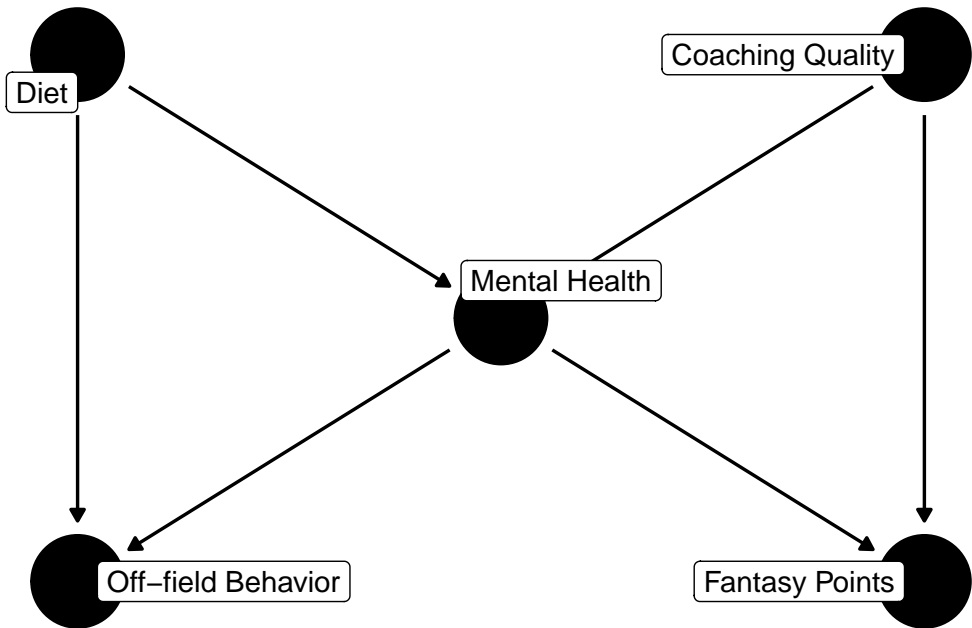 Coaching Quality
Diet
Mental Health
Off−field Behavior
Fantasy Points